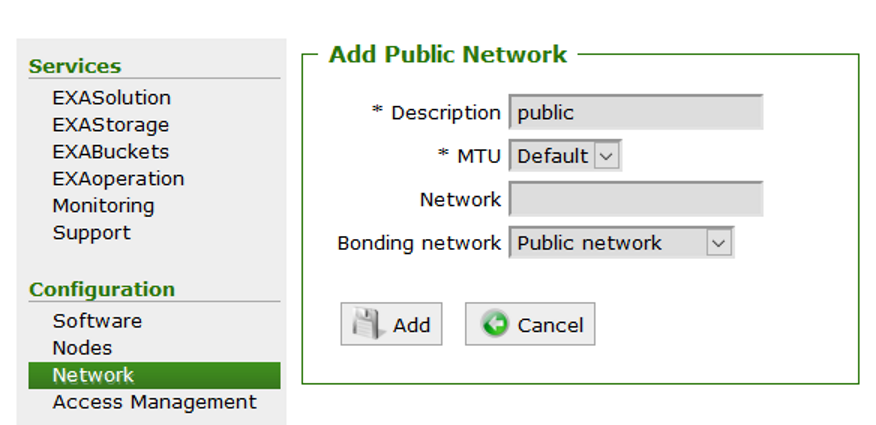 Services
EXASolution
EXAStorage
EXABuckets
EXAoperation
Monitoring
Support
Configuration
Software
Nodes
Network
Access Management
Add Public Network
* Description public
* MTU Default
Network
Bonding network Public network
Add Cancel